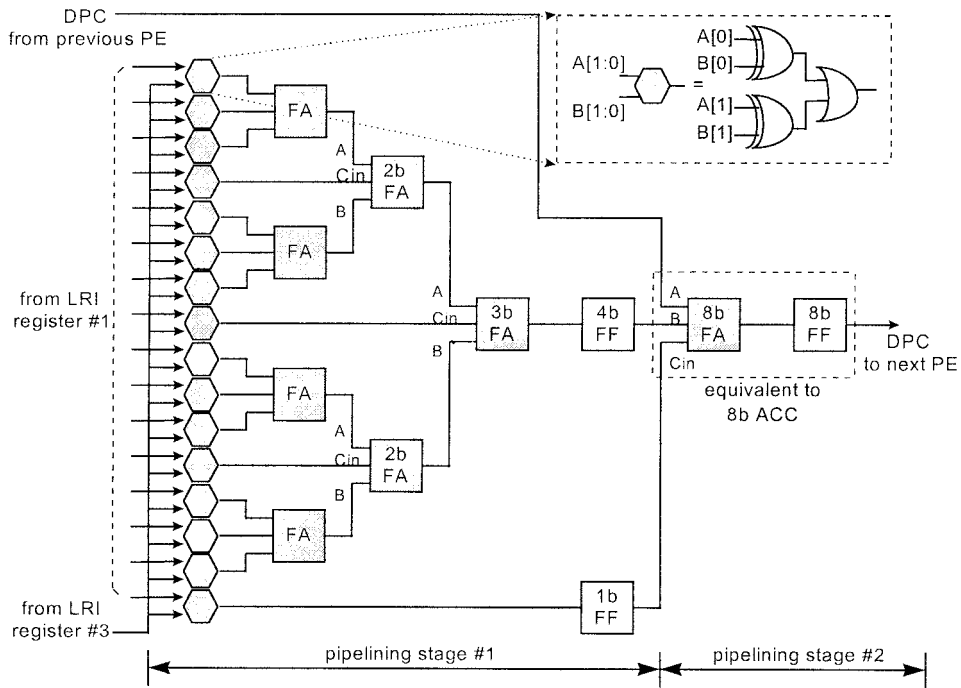 DPC
from previous PE
A[1:0]
B[1:0]
=
A[0]
B[0]
A[1]
B[1]
FA
A
Cin
B
2b
FA
FA
from LRI
register #1
A
Cin
B
3b
FA
4b
FF
A
B
Cin
8b
FA
8b
FF
DPC
to next PE
equivalent to
8b ACC
FA
A
Cin
B
2b
FA
FA
from LRI
register #3
1b
FF
pipelining stage #1
pipelining stage #2